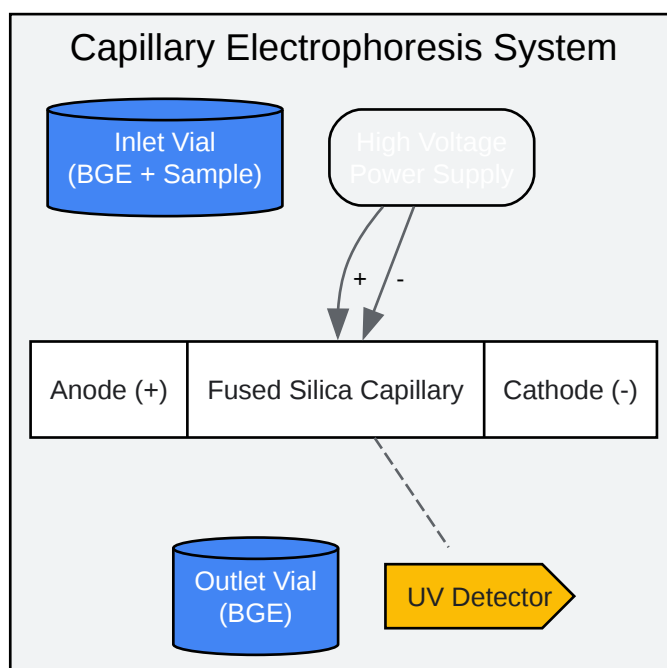 Capillary Electrophoresis System
Inlet Vial
(BGE + Sample)
High Voltage
Power Supply
+
-
Anode (+)
Fused Silica Capillary
Cathode (-)
Outlet Vial
(BGE)
UV Detector